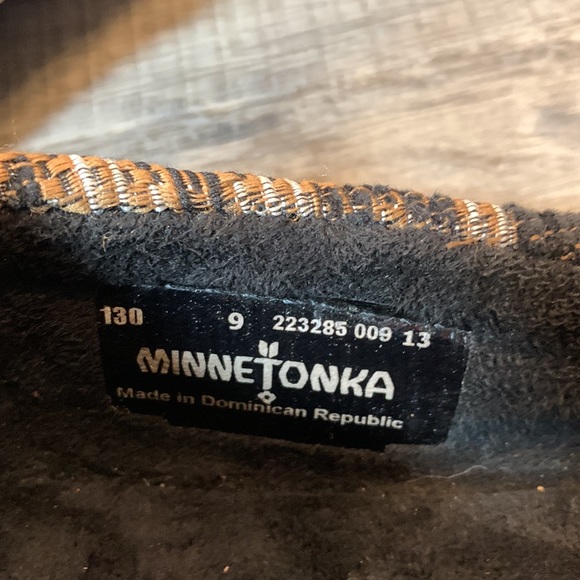 130 9 223285 009 13
MINNETONKA
Made in Dominican Republic